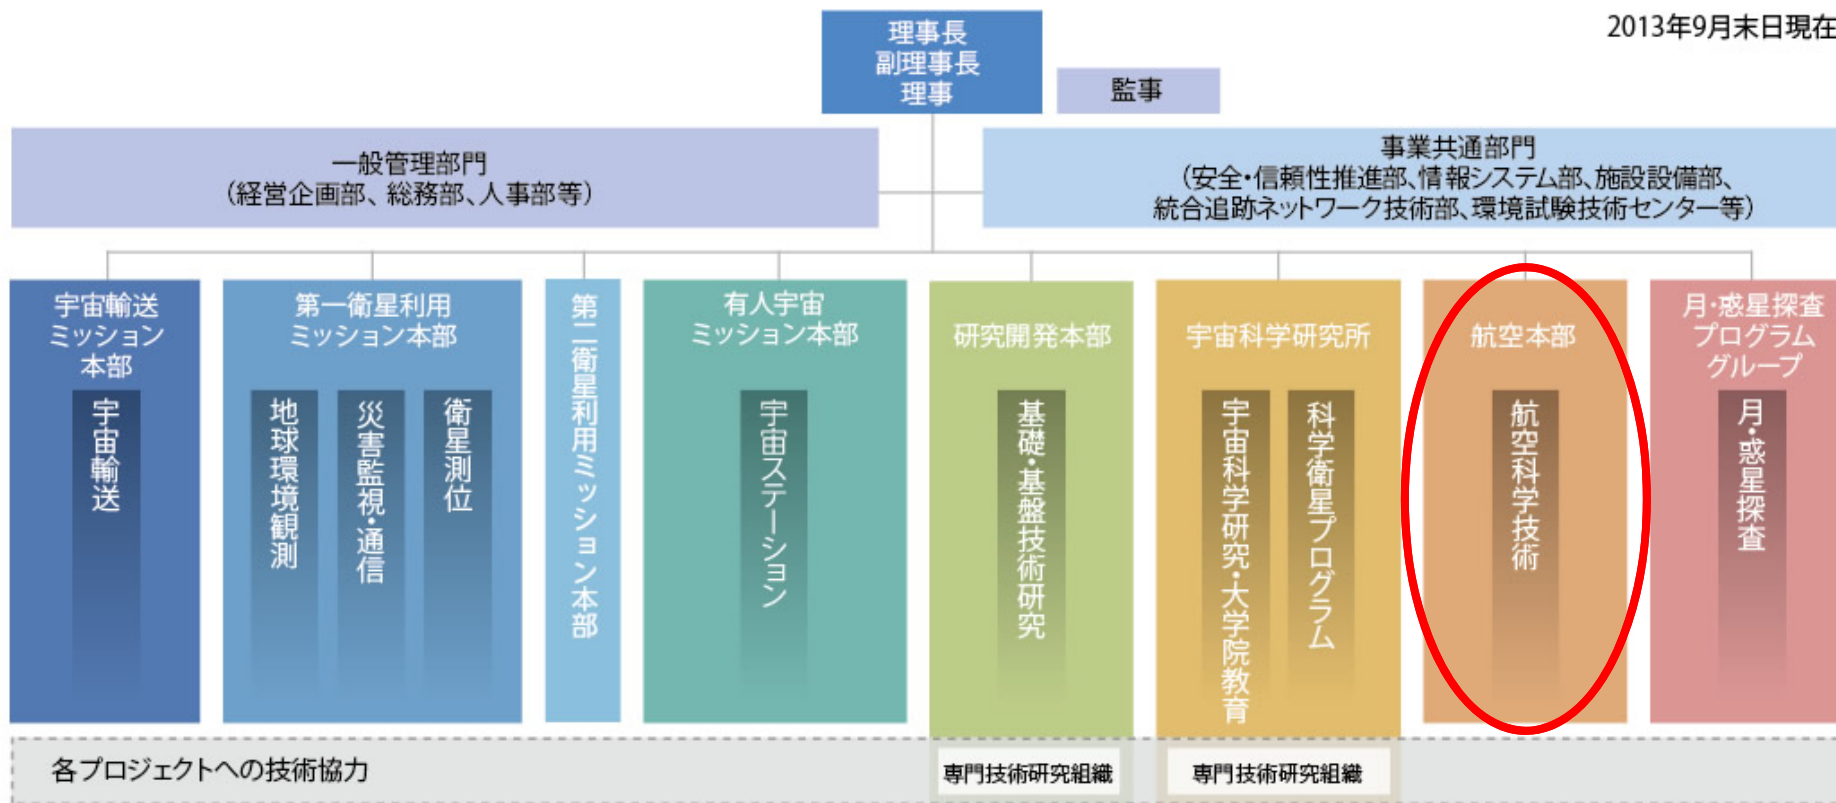 2013年9月末日現在
理事長
副理事長
理事
監事
一般管理部門
（経営企画部、総務部、人事部等）
事業共通部門
（安全・信頼性推進部、情報システム部、施設設備部、
統合追跡ネットワーク技術部、環境試験技術センター等）
宇宙輸送
ミッション
本部
宇宙輸送
第一衛星利用
ミッション本部
地球環境観測
災害監視・通信
衛星測位
第二衛星利用ミッション本部
有人宇宙
ミッション本部
宇宙ステーション
研究開発本部
基礎・基盤技術研究
宇宙科学研究所
宇宙科学研究・大学院教育
科学衛星プログラム
航空本部
航空科学技術
月・惑星探査
プログラム
グループ
月・惑星探査
各プロジェクトへの技術協力
専門技術研究組織
専門技術研究組織